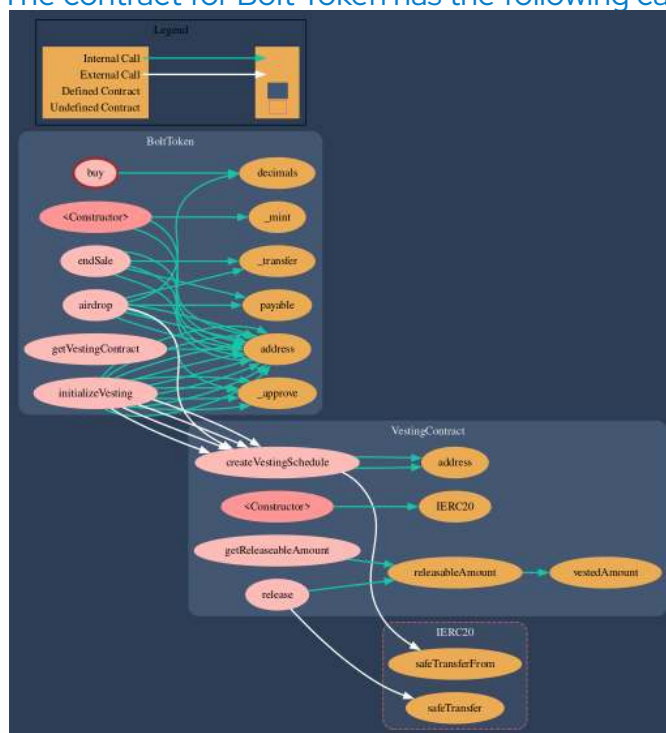 The contract for Bolt Token has the following ca
Legend
Internal Call
External Call
Defined Contract
Undefined Contract
BoltToken
buy
decimals
<Constructor>
_mint
endSale
_transfer
airdrop
payable
getVestingContract
address
initializeVesting
_approve
VestingContract
createVestingSchedule
address
<Constructor>
IERC20
getReleaseableAmount
releasableAmount
vestedAmount
release
IERC20
safeTransferFrom
safeTransfer